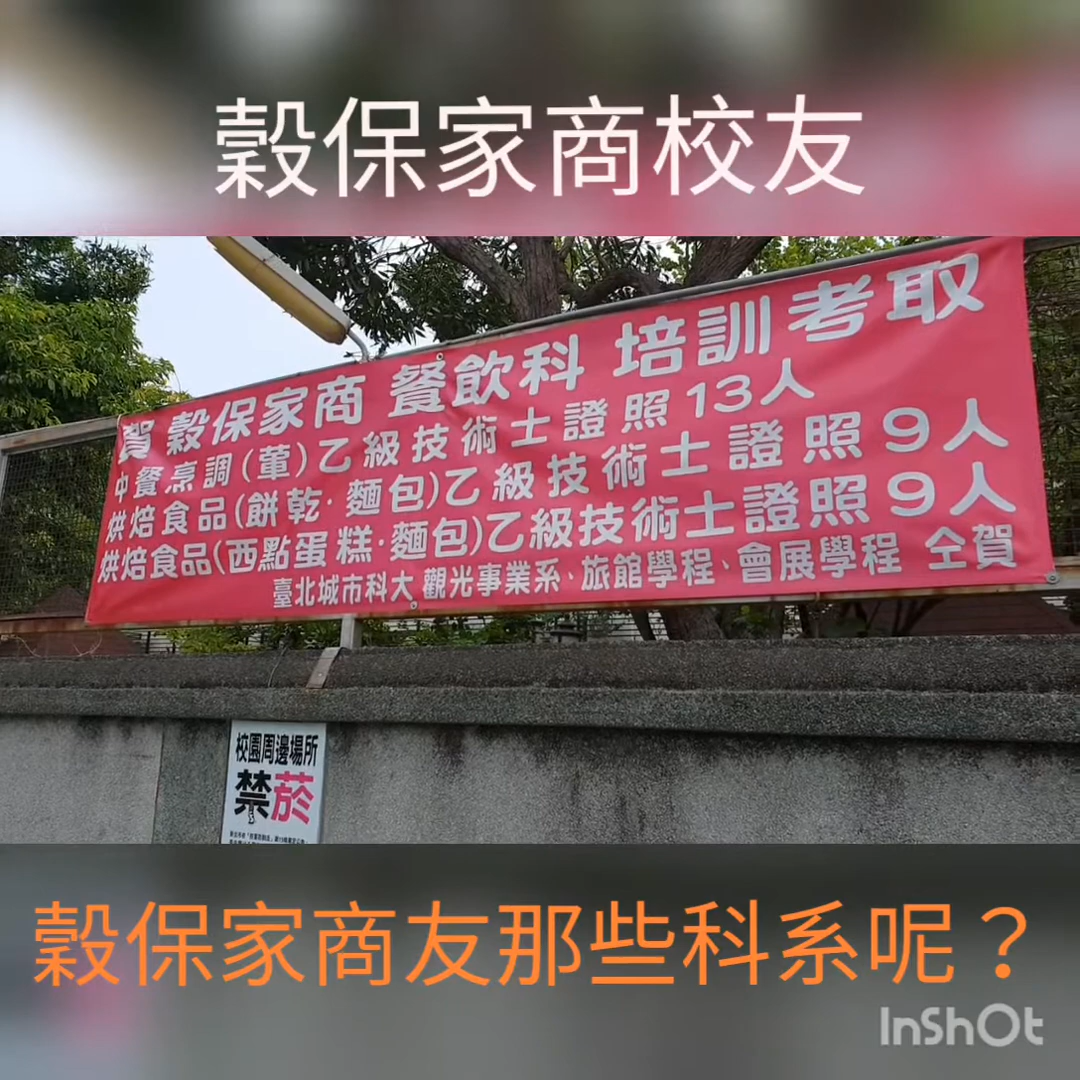 穀保家商校友
賀 穀保家商 餐飲科 培訓考取
中餐烹調(葷)乙級技術士證照13人
烘焙食品(餅乾·麵包)乙級技術士證照9人
烘焙食品(西點蛋糕·麵包)乙級技術士證照9人
臺北城市科大 觀光事業系、旅館學程、會展學程 仝賀
校園周邊場所
禁菸
穀保家商友那些科系呢？
InShOt